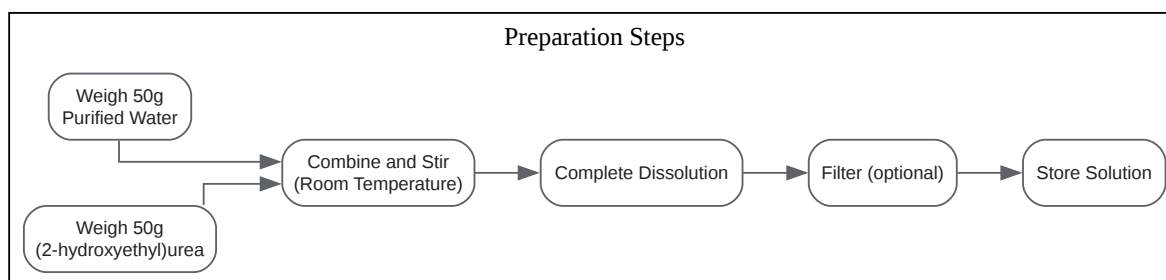 Preparation Steps
Weigh 50g
Purified Water
Combine and Stir
(Room Temperature)
Complete Dissolution
Filter (optional)
Store Solution
Weigh 50g
(2-hydroxyethyl)urea